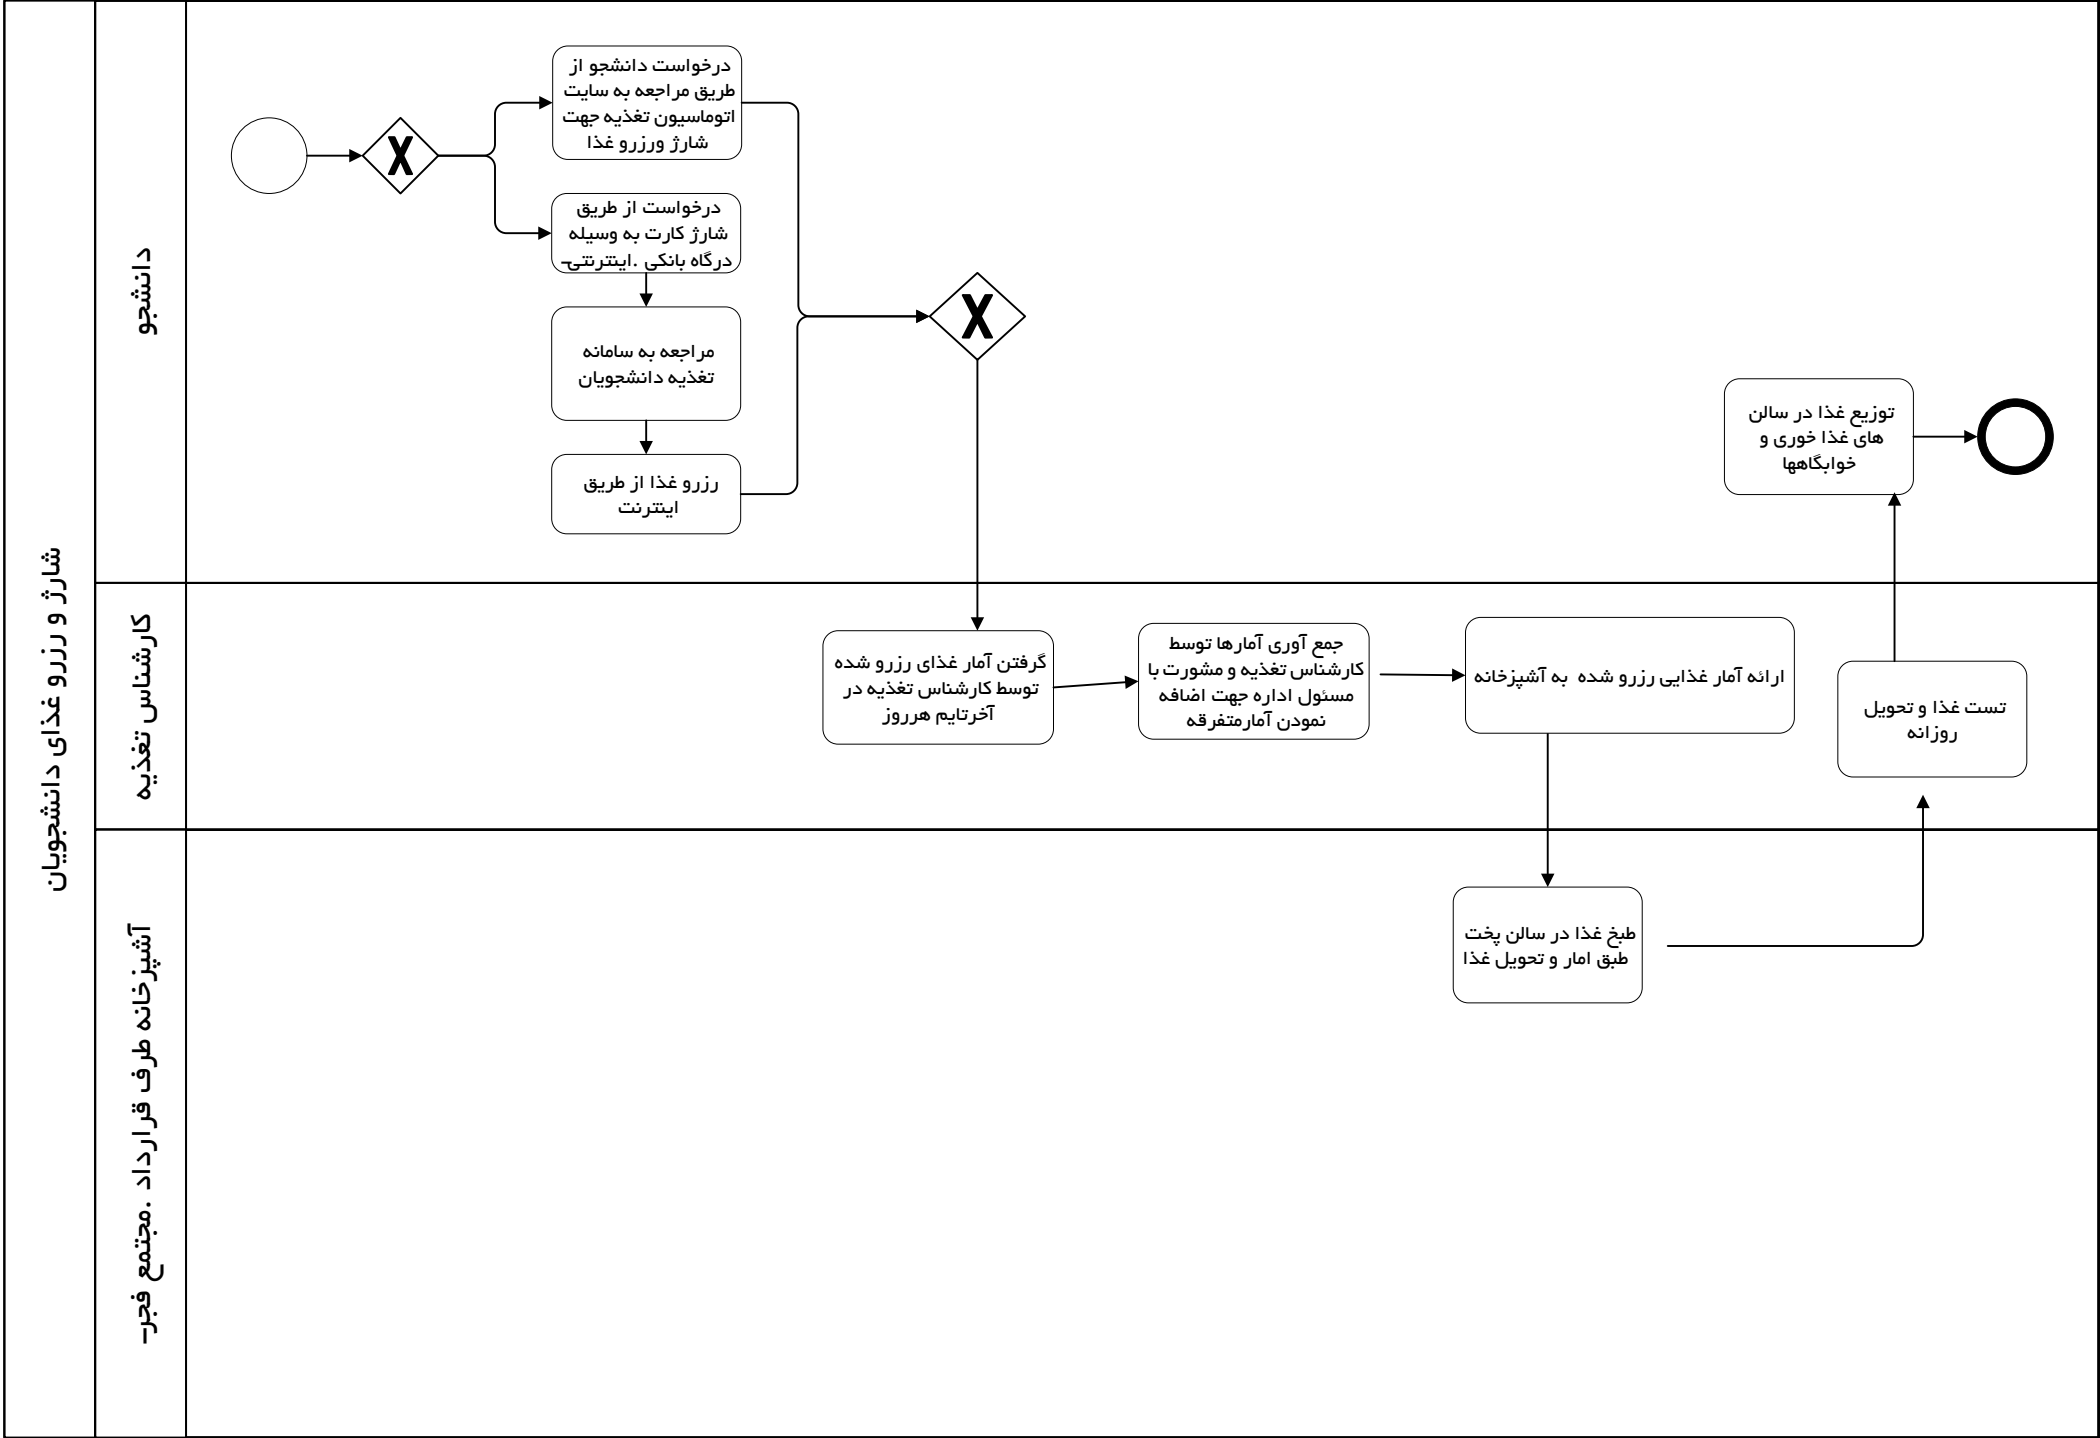 شارژ و رزرو غذای دانشجویان
دانشجو
درخواست دانشجو از
طریق مراجعه به سایت
اتوماسیون تغذیه جهت
شارژ ورزرو غذا
درخواست از طریق
شارژ کارت به وسیله
درگاه بانکی .اینترنتی-
مراجعه به سامانه
تغذیه دانشجویان
رزرو غذا از طریق
اینترنت
X
X
توزیع غذا در سالن
های غذا خوری و
خوابگاهها
کارشناس تغذیه
گرفتن آمار غذای رزرو شده
توسط کارشناس تغذیه در
آخرتایم هرروز
جمع آوری آمارها توسط
کارشناس تغذیه و مشورت با
مسئول اداره جهت اضافه
نمودن آمارمتفرقه
ارائه آمار غذایی رزرو شده به آشپزخانه
تست غذا و تحویل
روزانه
آشپزخانه طرف قرارداد .مجتمع فجر-
طبخ غذا در سالن پخت
طبق امار و تحویل غذا